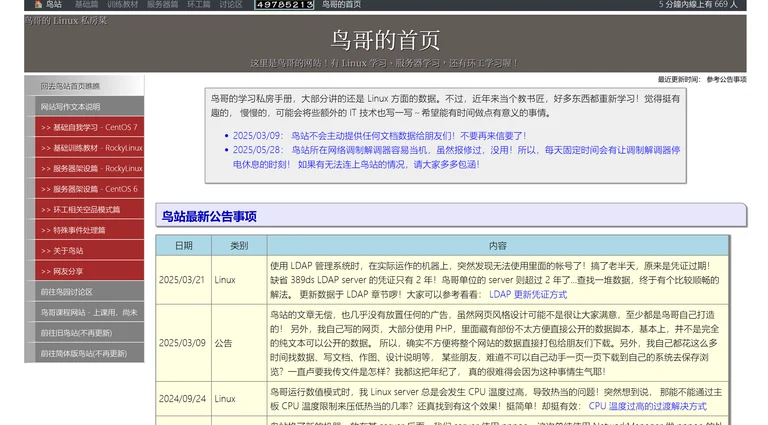 鸟站 基础篇 训练教材 服务器篇 环工篇 讨论区 49785213 鸟哥的首页 5 分鐘內線上有 669 人
鸟哥的 Linux 私房菜
鸟哥的首页
这里是鸟哥的网站！有 Linux 学习、服务器学习，还有环工学习喔！
最近更新时间： 参考公告事项
回去鸟站首页瞧瞧
网站写作文本说明
>> 基础自我学习 - CentOS 7
>> 基础训练教材 - RockyLinux
>> 服务器架设篇 - RockyLinux
>> 服务器架设篇 - CentOS 6
>> 环工相关空品模式篇
>> 特殊事件处理篇
>> 关于鸟站
>> 网友分享
前往鸟园讨论区
鸟哥课程网站 - 上课用，尚未
前往旧鸟站(不再更新)
前往简体版鸟站(不再更新)
鸟哥的学习私房手册，大部分讲的还是 Linux 方面的数据。不过，近年来当个教书匠，好多东西都重新学习！觉得挺有
趣的， 慢慢的，可能会将些额外的 IT 技术也写一写～希望能有时间做点有意义的事情。
2025/03/09： 鸟站不会主动提供任何文档数据给朋友们！不要再来信要了！
2025/05/28： 鸟站所在网络调制解调器容易当机，虽然报修过，没用！所以，每天固定时间会有让调制解调器停
电休息的时刻！ 如果有无法连上鸟站的情况，请大家多多包涵！
鸟站最新公告事项
日期 类别 内容
2025/03/21 Linux 使用 LDAP 管理系统时，在实际运作的机器上，突然发现无法使用里面的帐号了！搞了老半天，原来是凭证过期！
缺省 389ds LDAP server 的凭证只有 2 年！鸟哥单位的 server 则超过 2 年了...查找一堆数据，终于有个比较顺畅的
解法。 更新数据于 LDAP 章节啰！大家可以参考看看： LDAP 更新凭证方式
2025/03/09 公告 鸟站的文章无偿，也几乎没有放置任何的广告，虽然网页风格设计可能不是很让大家满意，至少都是鸟哥自己打造
的！ 另外，我自己写的网页，大部分使用 PHP，里面藏有部份不太方便直接公开的数据脚本，基本上，并不是完全
的纯文本可以公开的数据。 所以，确实不方便将整个网站的数据直接打包给朋友们下载。另外，我自己都花这么多
时间找数据、写文档、作图、设计说明等， 某些朋友，难道不可以自己动手一页一页下载到自己的系统去保存浏
览？一直卢要我传文件是怎样？我都这把年纪了， 真的很难得会因为这种事情生气耶！
2024/09/24 Linux 鸟哥运行数值模式时，我 Linux server 总是会发生 CPU 温度过高，导致热当的问题！突然想到说， 那能不能通过主
板 CPU 温度限制来压低热当的几率？还真找到有这个效果！挺简单！却挺有效： CPU 温度过高的过渡解决方式